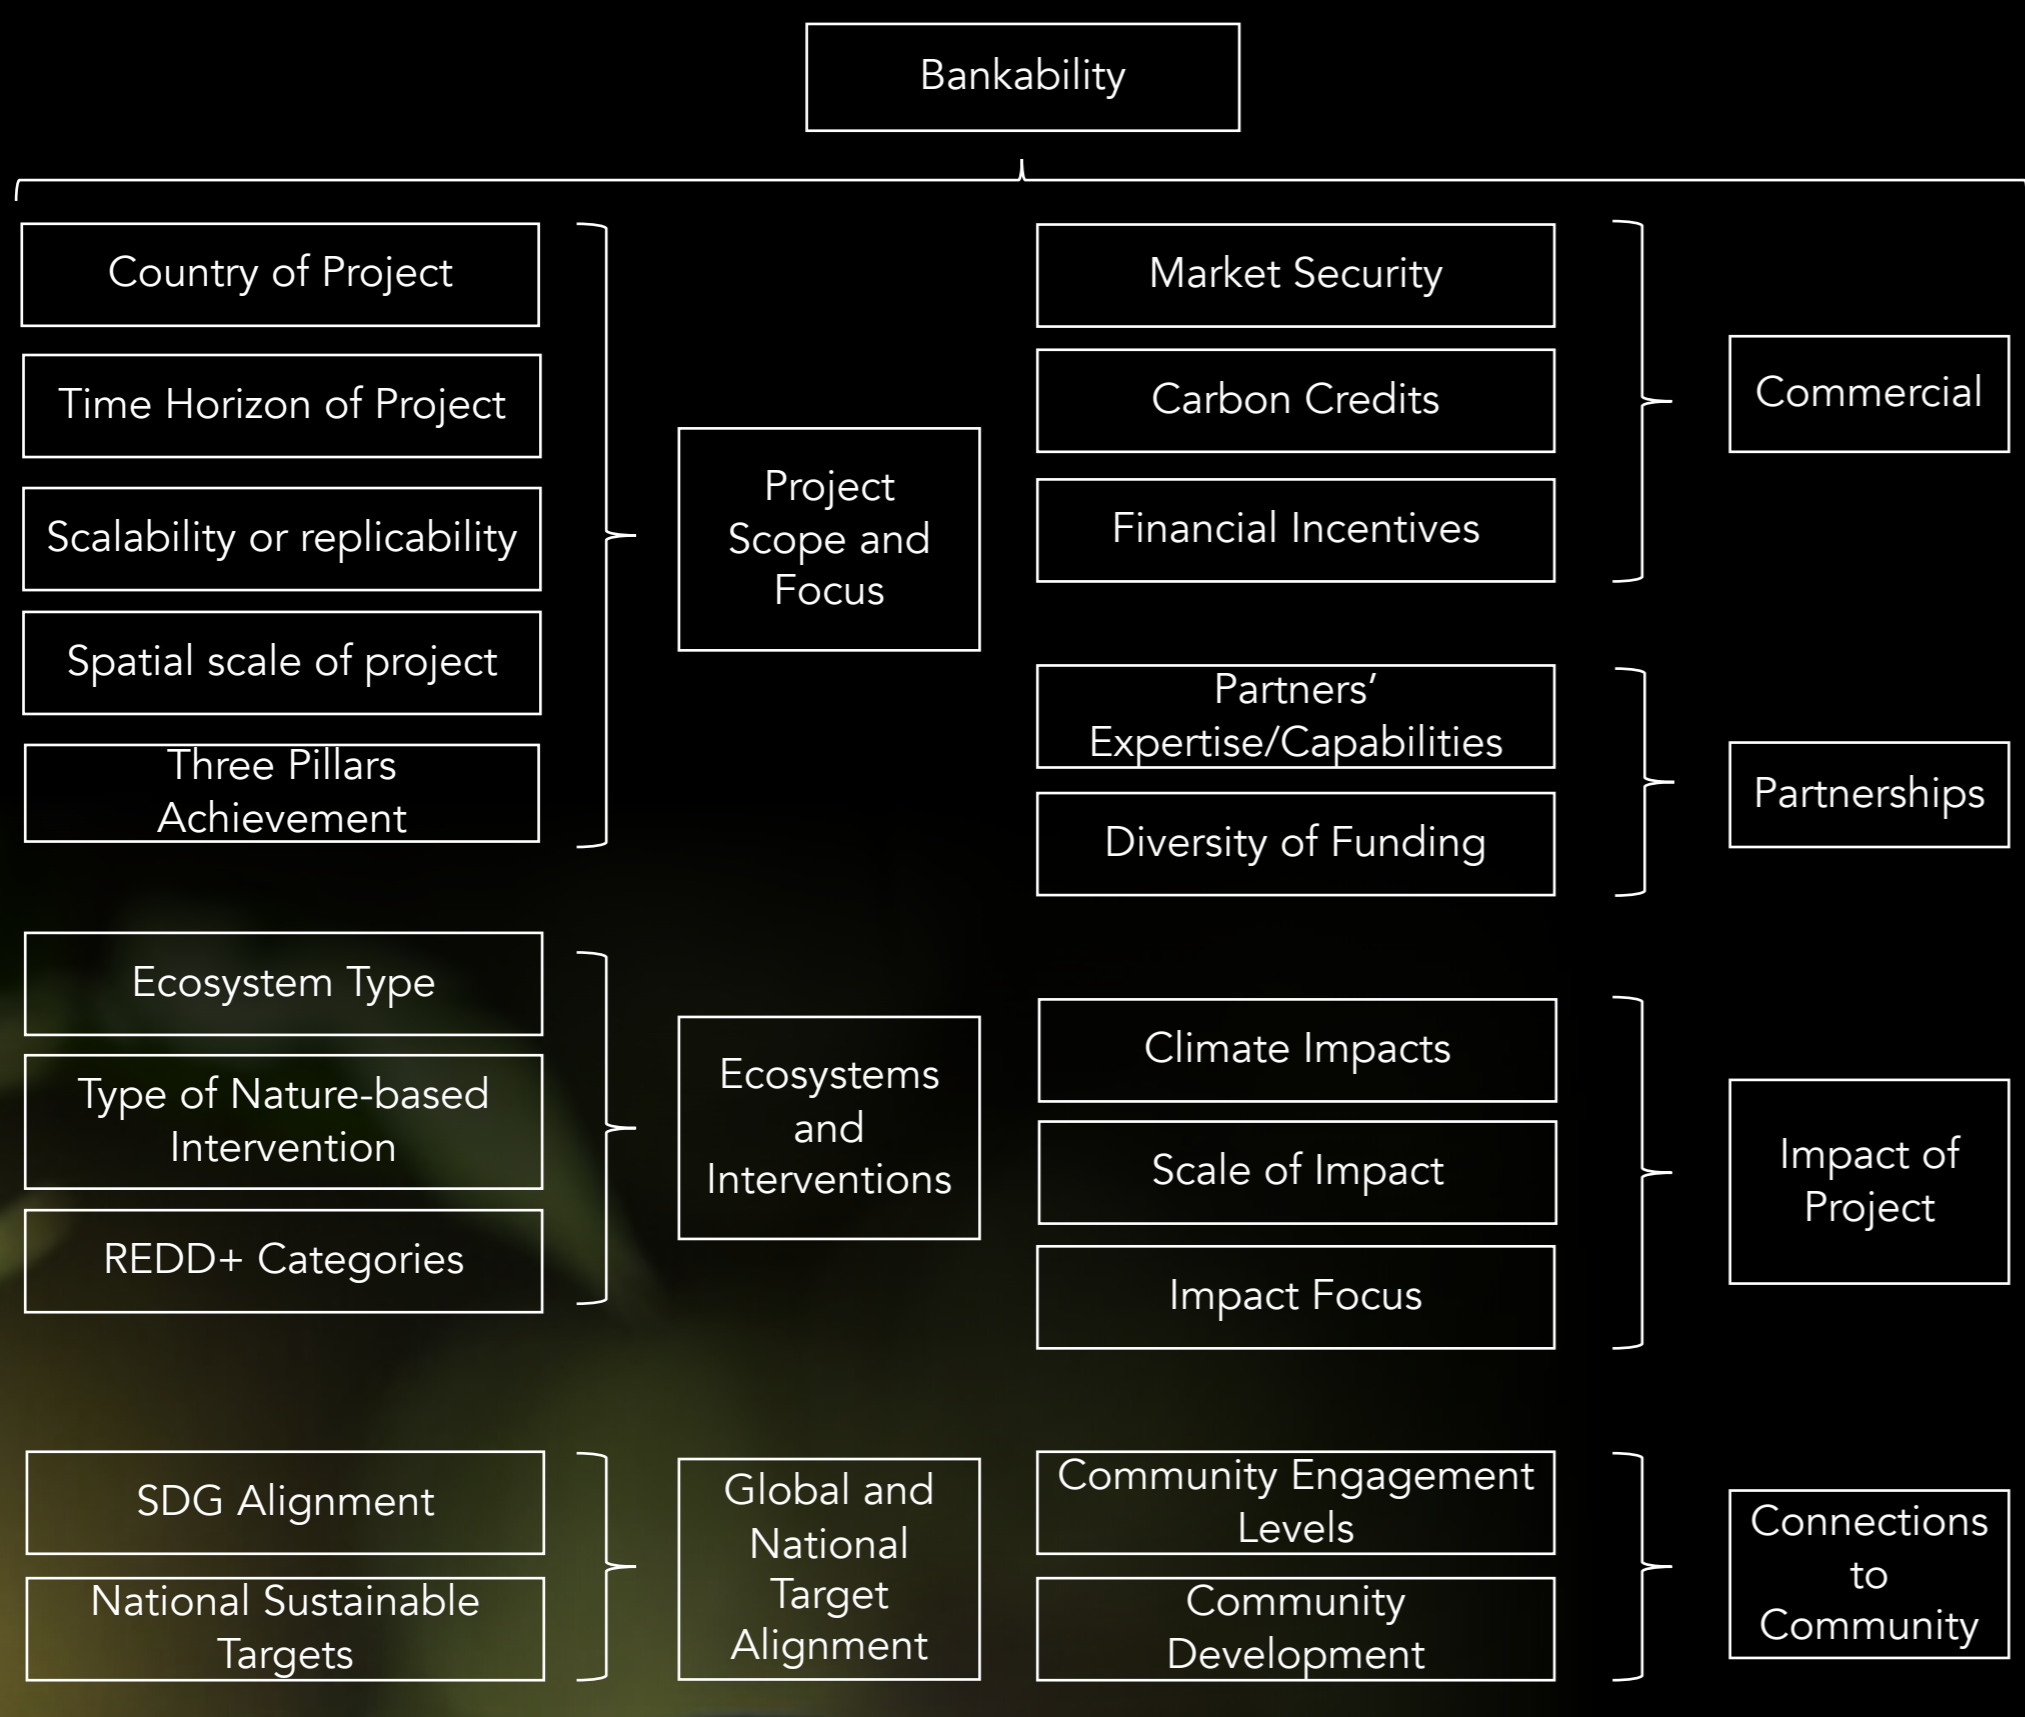 Bankability
Country of Project
Time Horizon of Project
Scalability or replicability
Spatial scale of project
Three Pillars
Achievement
Project
Scope and
Focus
Market Security
Carbon Credits
Financial Incentives
Commercial
Partners’
Expertise/Capabilities
Diversity of Funding
Partnerships
Ecosystem Type
Type of Nature-based
Intervention
REDD+ Categories
Ecosystems
and
Interventions
Climate Impacts
Scale of Impact
Impact Focus
Impact of
Project
SDG Alignment
National Sustainable
Targets
Global and
National
Target
Alignment
Community Engagement
Levels
Community
Development
Connections
to
Community